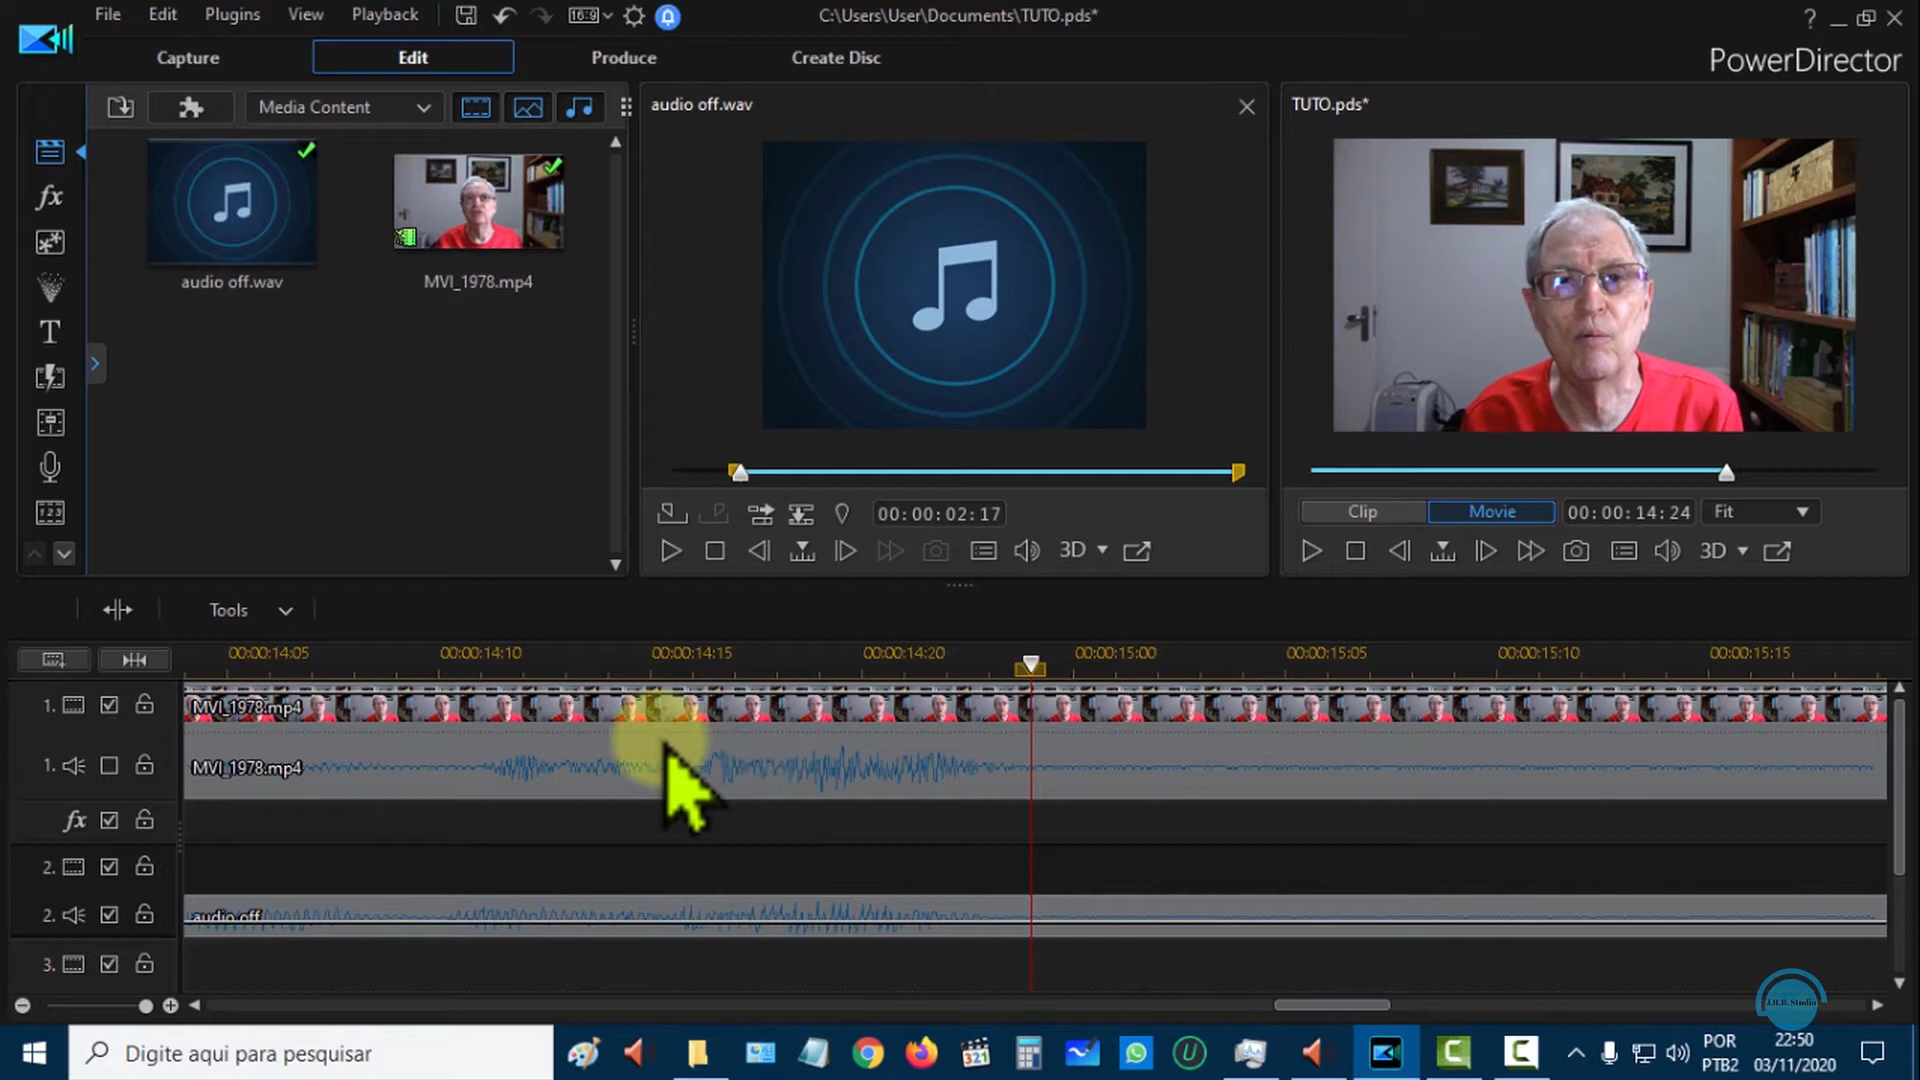 File Edit Plugins View Playback 16:9 C:\Users\User\Documents\TUTO.pds* ?
Capture Edit Produce Create Disc PowerDirector
Media Content
audio off.wav
TUTO.pds*
audio off.wav MVI_1978.mp4
fx
T
123
00:00:02:17
3D
Clip Movie 00:00:14:24 Fit
3D
Tools
00:00:14:05 00:00:14:10 00:00:14:15 00:00:14:20 00:00:15:00 00:00:15:05 00:00:15:10 00:00:15:15
1. MVI_1978.mp4
1. MVI_1978.mp4
fx
2.
2. audio off
3.
J.R.B. Studio
Digite aqui para pesquisar
321
POR
PTB2
22:50
03/11/2020